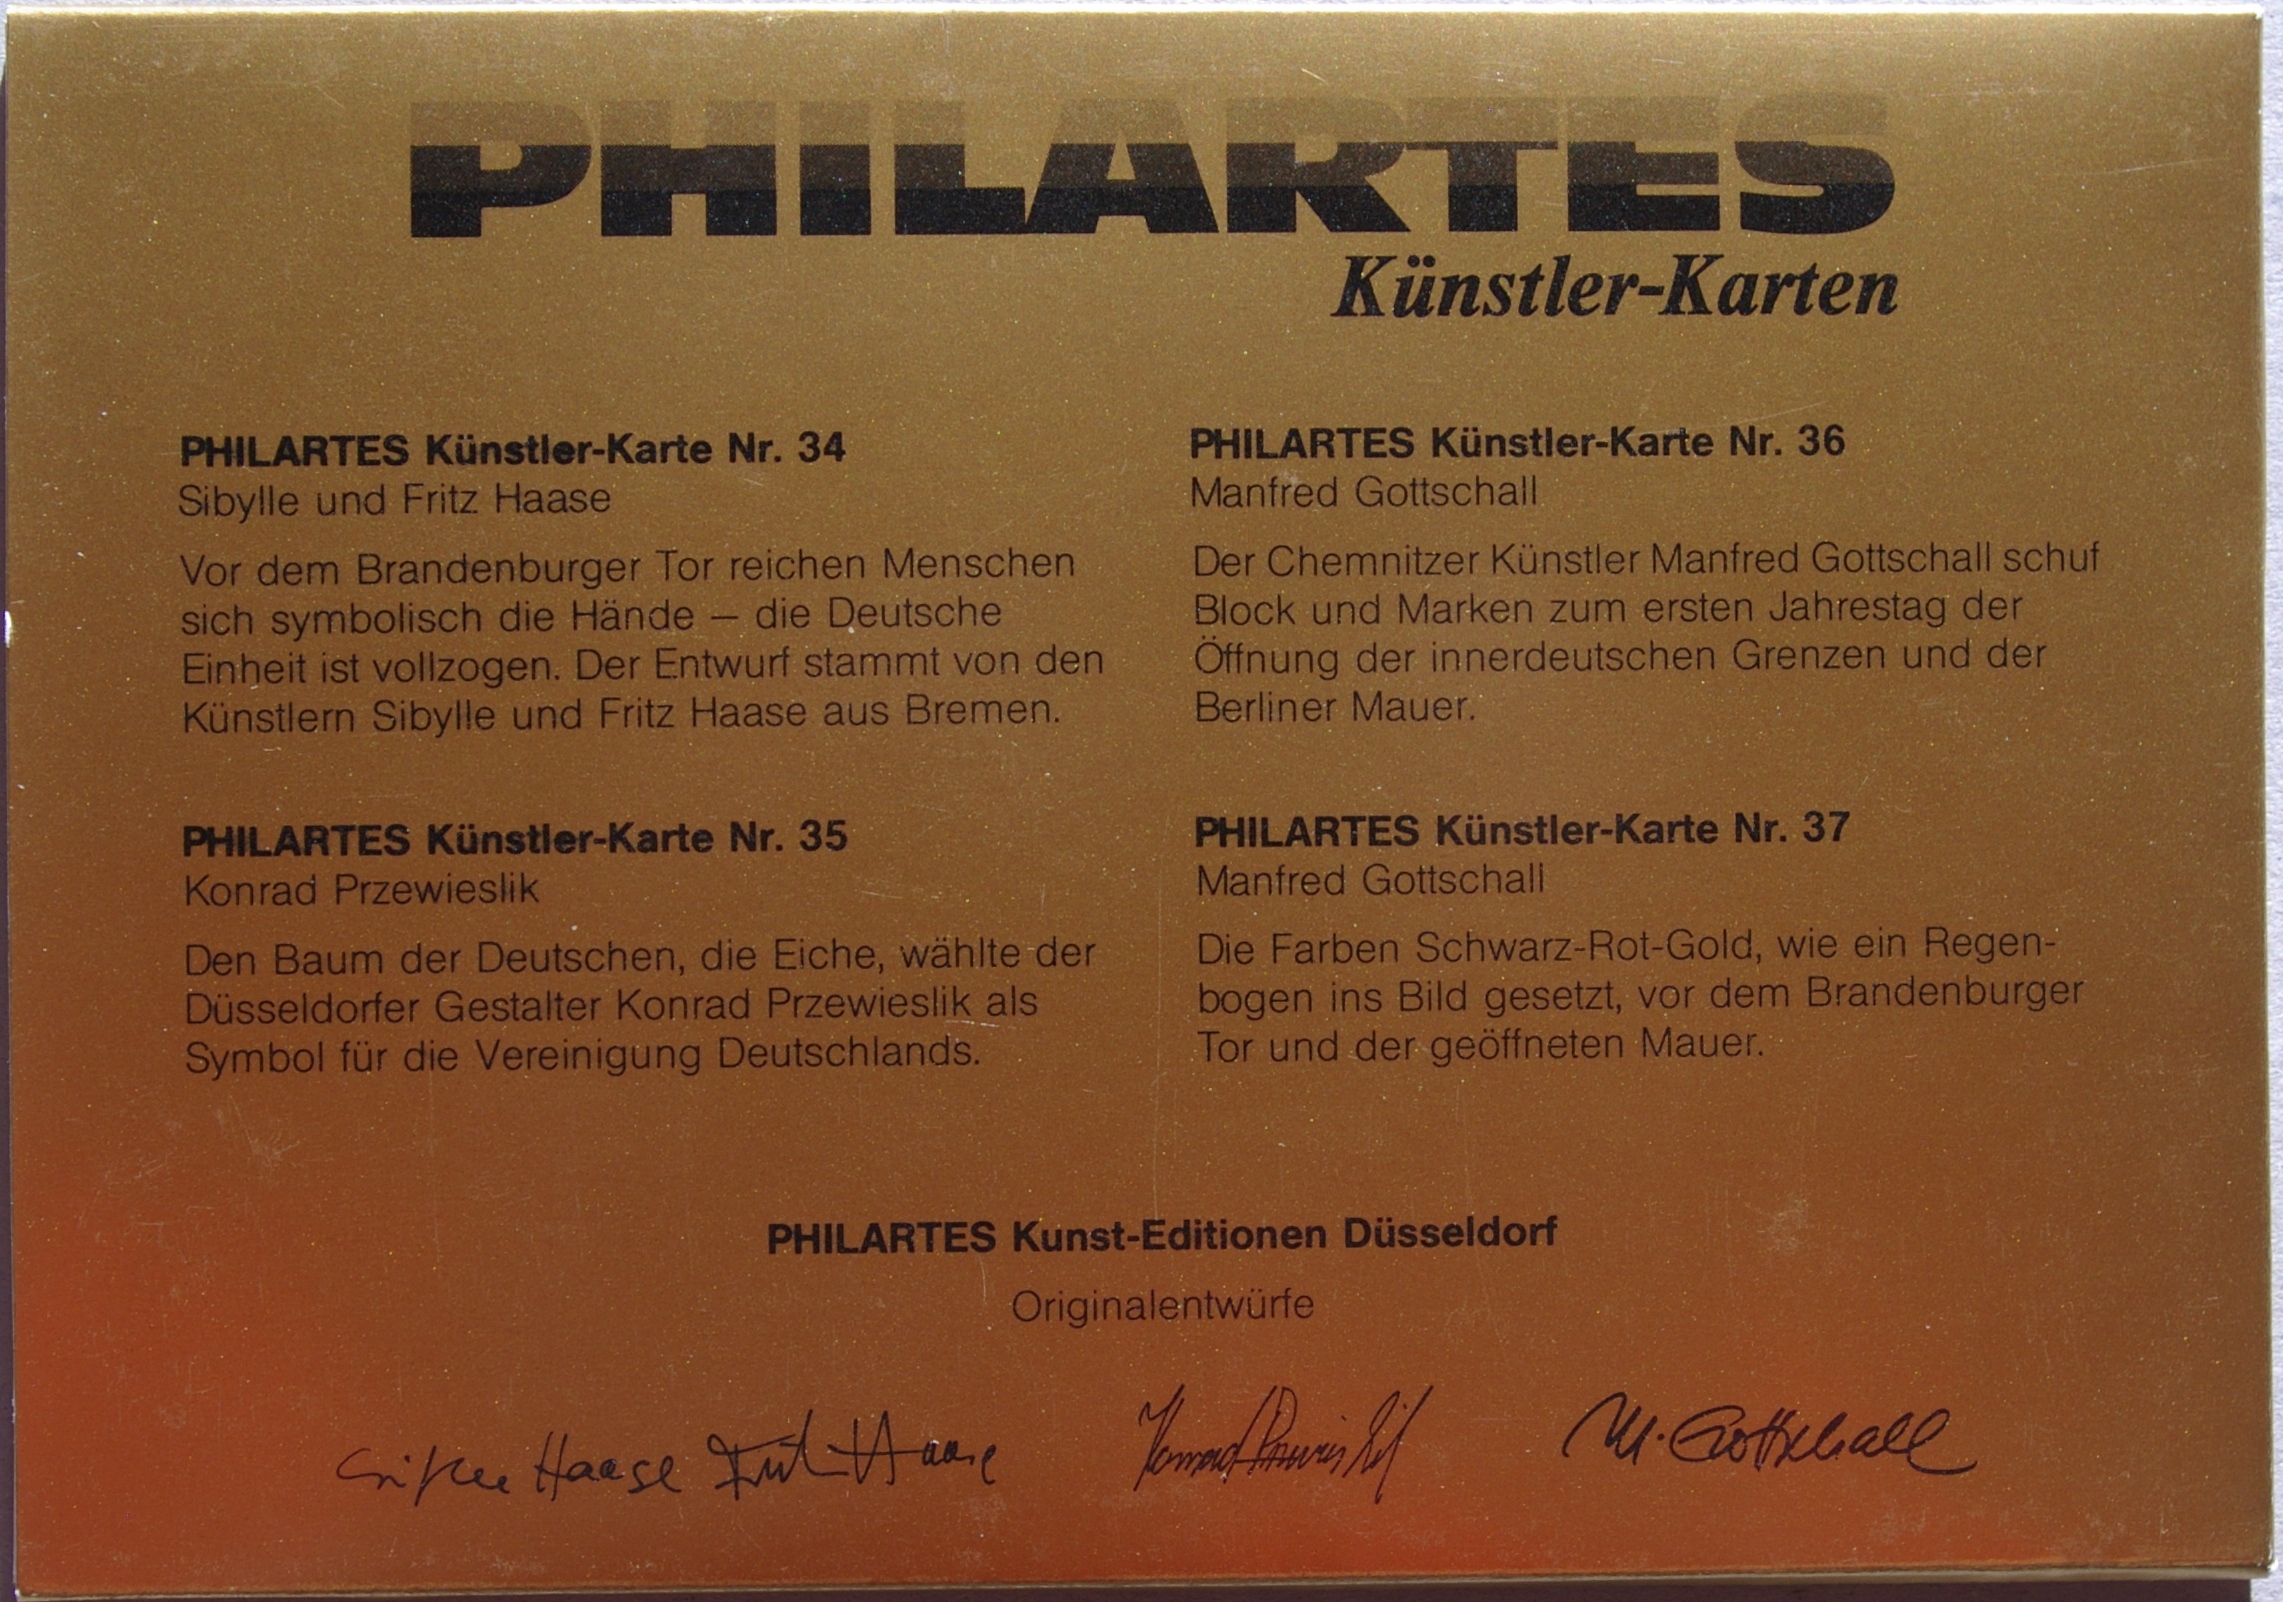 PHILARTES
Künstler-Karten
PHILARTES Künstler-Karte Nr. 34
Sibylle und Fritz Haase
Vor dem Brandenburger Tor reichen Menschen
sich symbolisch die Hände – die Deutsche
Einheit ist vollzogen. Der Entwurf stammt von den
Künstlern Sibylle und Fritz Haase aus Bremen.
PHILARTES Künstler-Karte Nr. 35
Konrad Przewieslik
Den Baum der Deutschen, die Eiche, wählte der
Düsseldorfer Gestalter Konrad Przewieslik als
Symbol für die Vereinigung Deutschlands.
PHILARTES Künstler-Karte Nr. 36
Manfred Gottschall
Der Chemnitzer Künstler Manfred Gottschall schuf
Block und Marken zum ersten Jahrestag der
Öffnung der innerdeutschen Grenzen und der
Berliner Mauer.
PHILARTES Künstler-Karte Nr. 37
Manfred Gottschall
Die Farben Schwarz-Rot-Gold, wie ein Regen-
bogen ins Bild gesetzt, vor dem Brandenburger
Tor und der geöffneten Mauer.
PHILARTES Kunst-Editionen Düsseldorf
Originalentwürfe
Haase Haase Konrad M. Gottschall